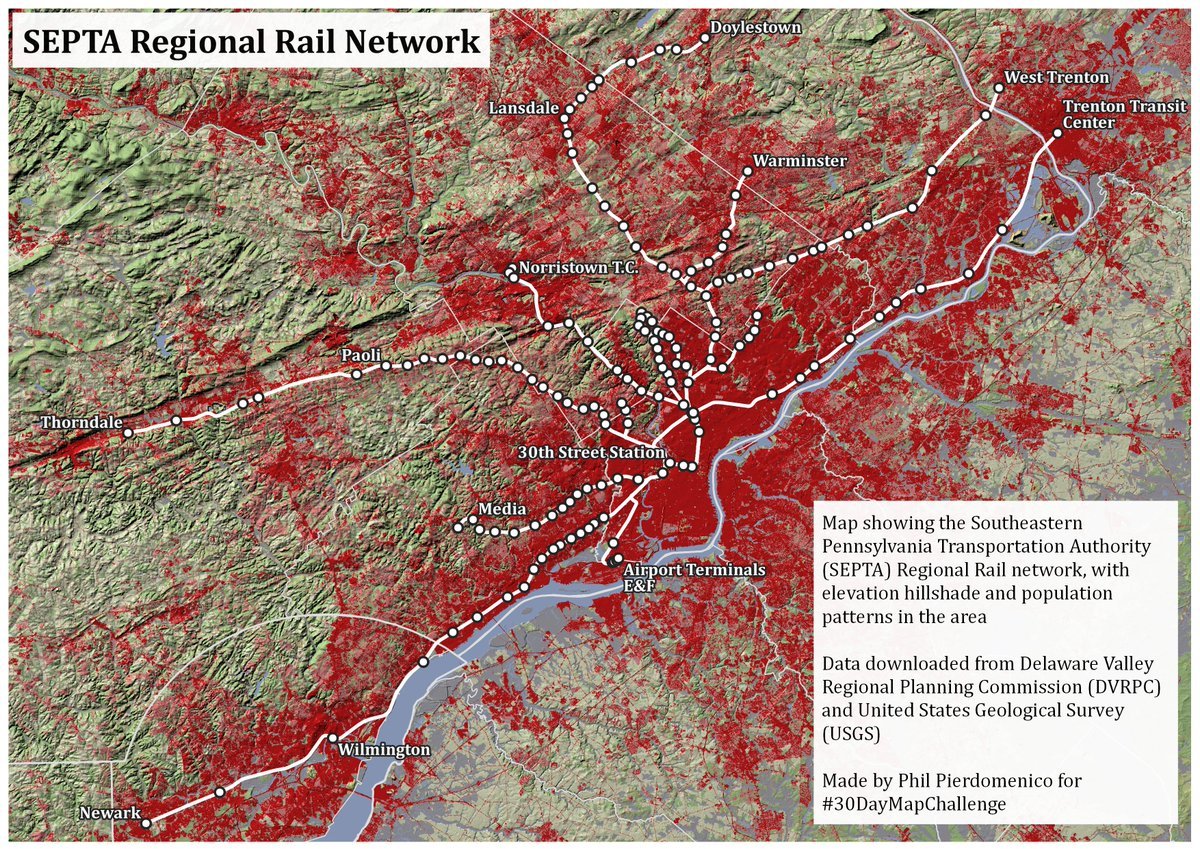 SEPTA Regional Rail Network
Doylestown
West Trenton
Trenton Transit
Center
Lansdale
Warminster
Norristown T.C.
Paoli
Thorndale
30th Street Station
Media
Airport Terminals
E&F
Wilmington
Newark
Map showing the Southeastern
Pennsylvania Transportation Authority
(SEPTA) Regional Rail network, with
elevation hillshade and population
patterns in the area
Data downloaded from Delaware Valley
Regional Planning Commission (DVRPC)
and United States Geological Survey
(USGS)
Made by Phil Pierdomenico for
#30DayMapChallenge